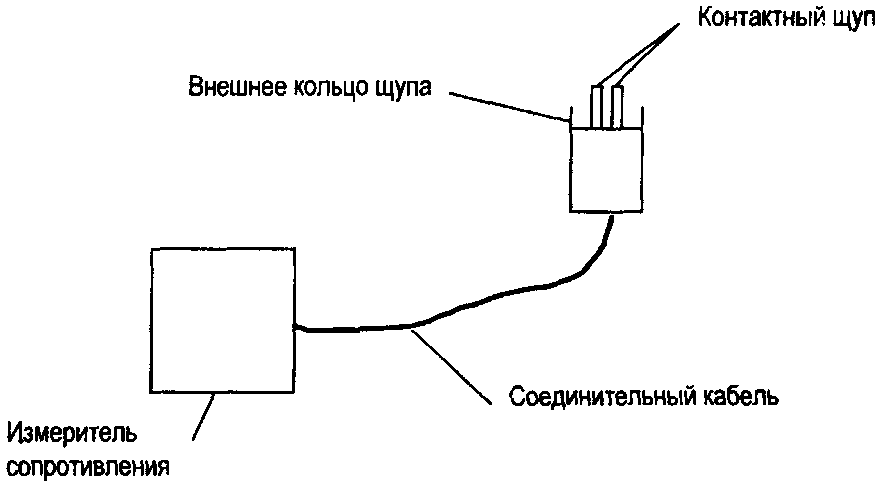 Контактный щуп
Внешнее кольцо щупа
Соединительный кабель
Измеритель
сопротивления